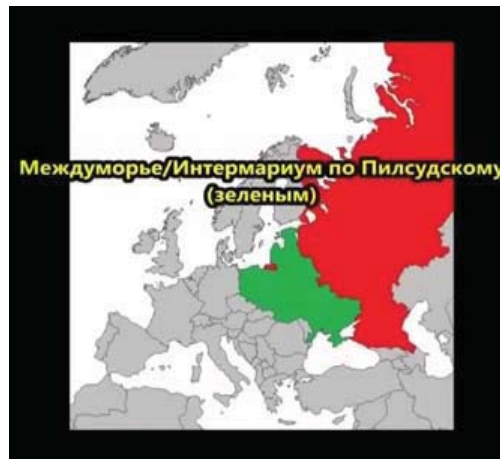 Междуморье/Интермариум по Пилсудскому
(зеленым)